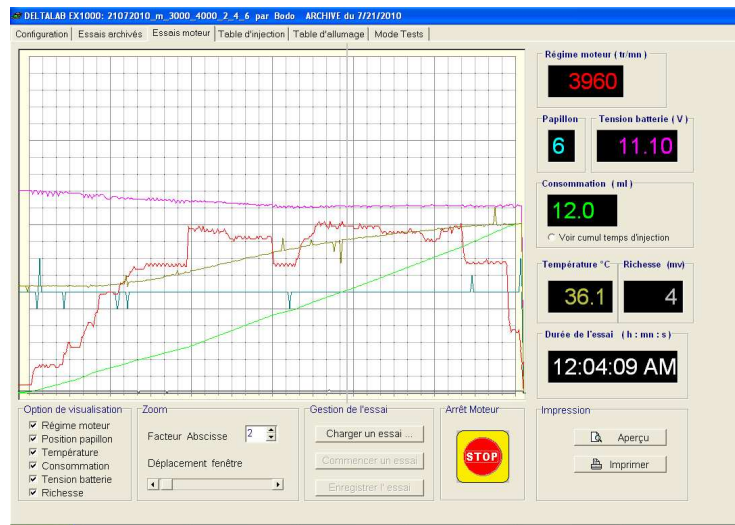 DELTALAB EX1000: 21072010_m_3000_4000_2_4_6 par Bodo ARCHIVE du 7/21/2010
Configuration Essais archivés Essais moteur Table d'injection Table d'allumage Mode Tests
Régime moteur ( tr/mn )
3960
Papillon Tension batterie ( V )
6 11.10
Consommation ( ml )
12.0
Voir cumul temps d'injection
Température °C Richesse (mv)
36.1 4
Durée de l'essai ( h : mn : s )
12:04:09 AM
Option de visualisation
Régime moteur
Position papillon
Température
Consommation
Tension batterie
Richesse
Zoom
Facteur Abscisse 2
Déplacement fenêtre
Gestion de l'essai
Charger un essai ...
Commencer un essai
Enregistrer l' essai
Arrêt Moteur
STOP
Impression
Aperçu
Imprimer